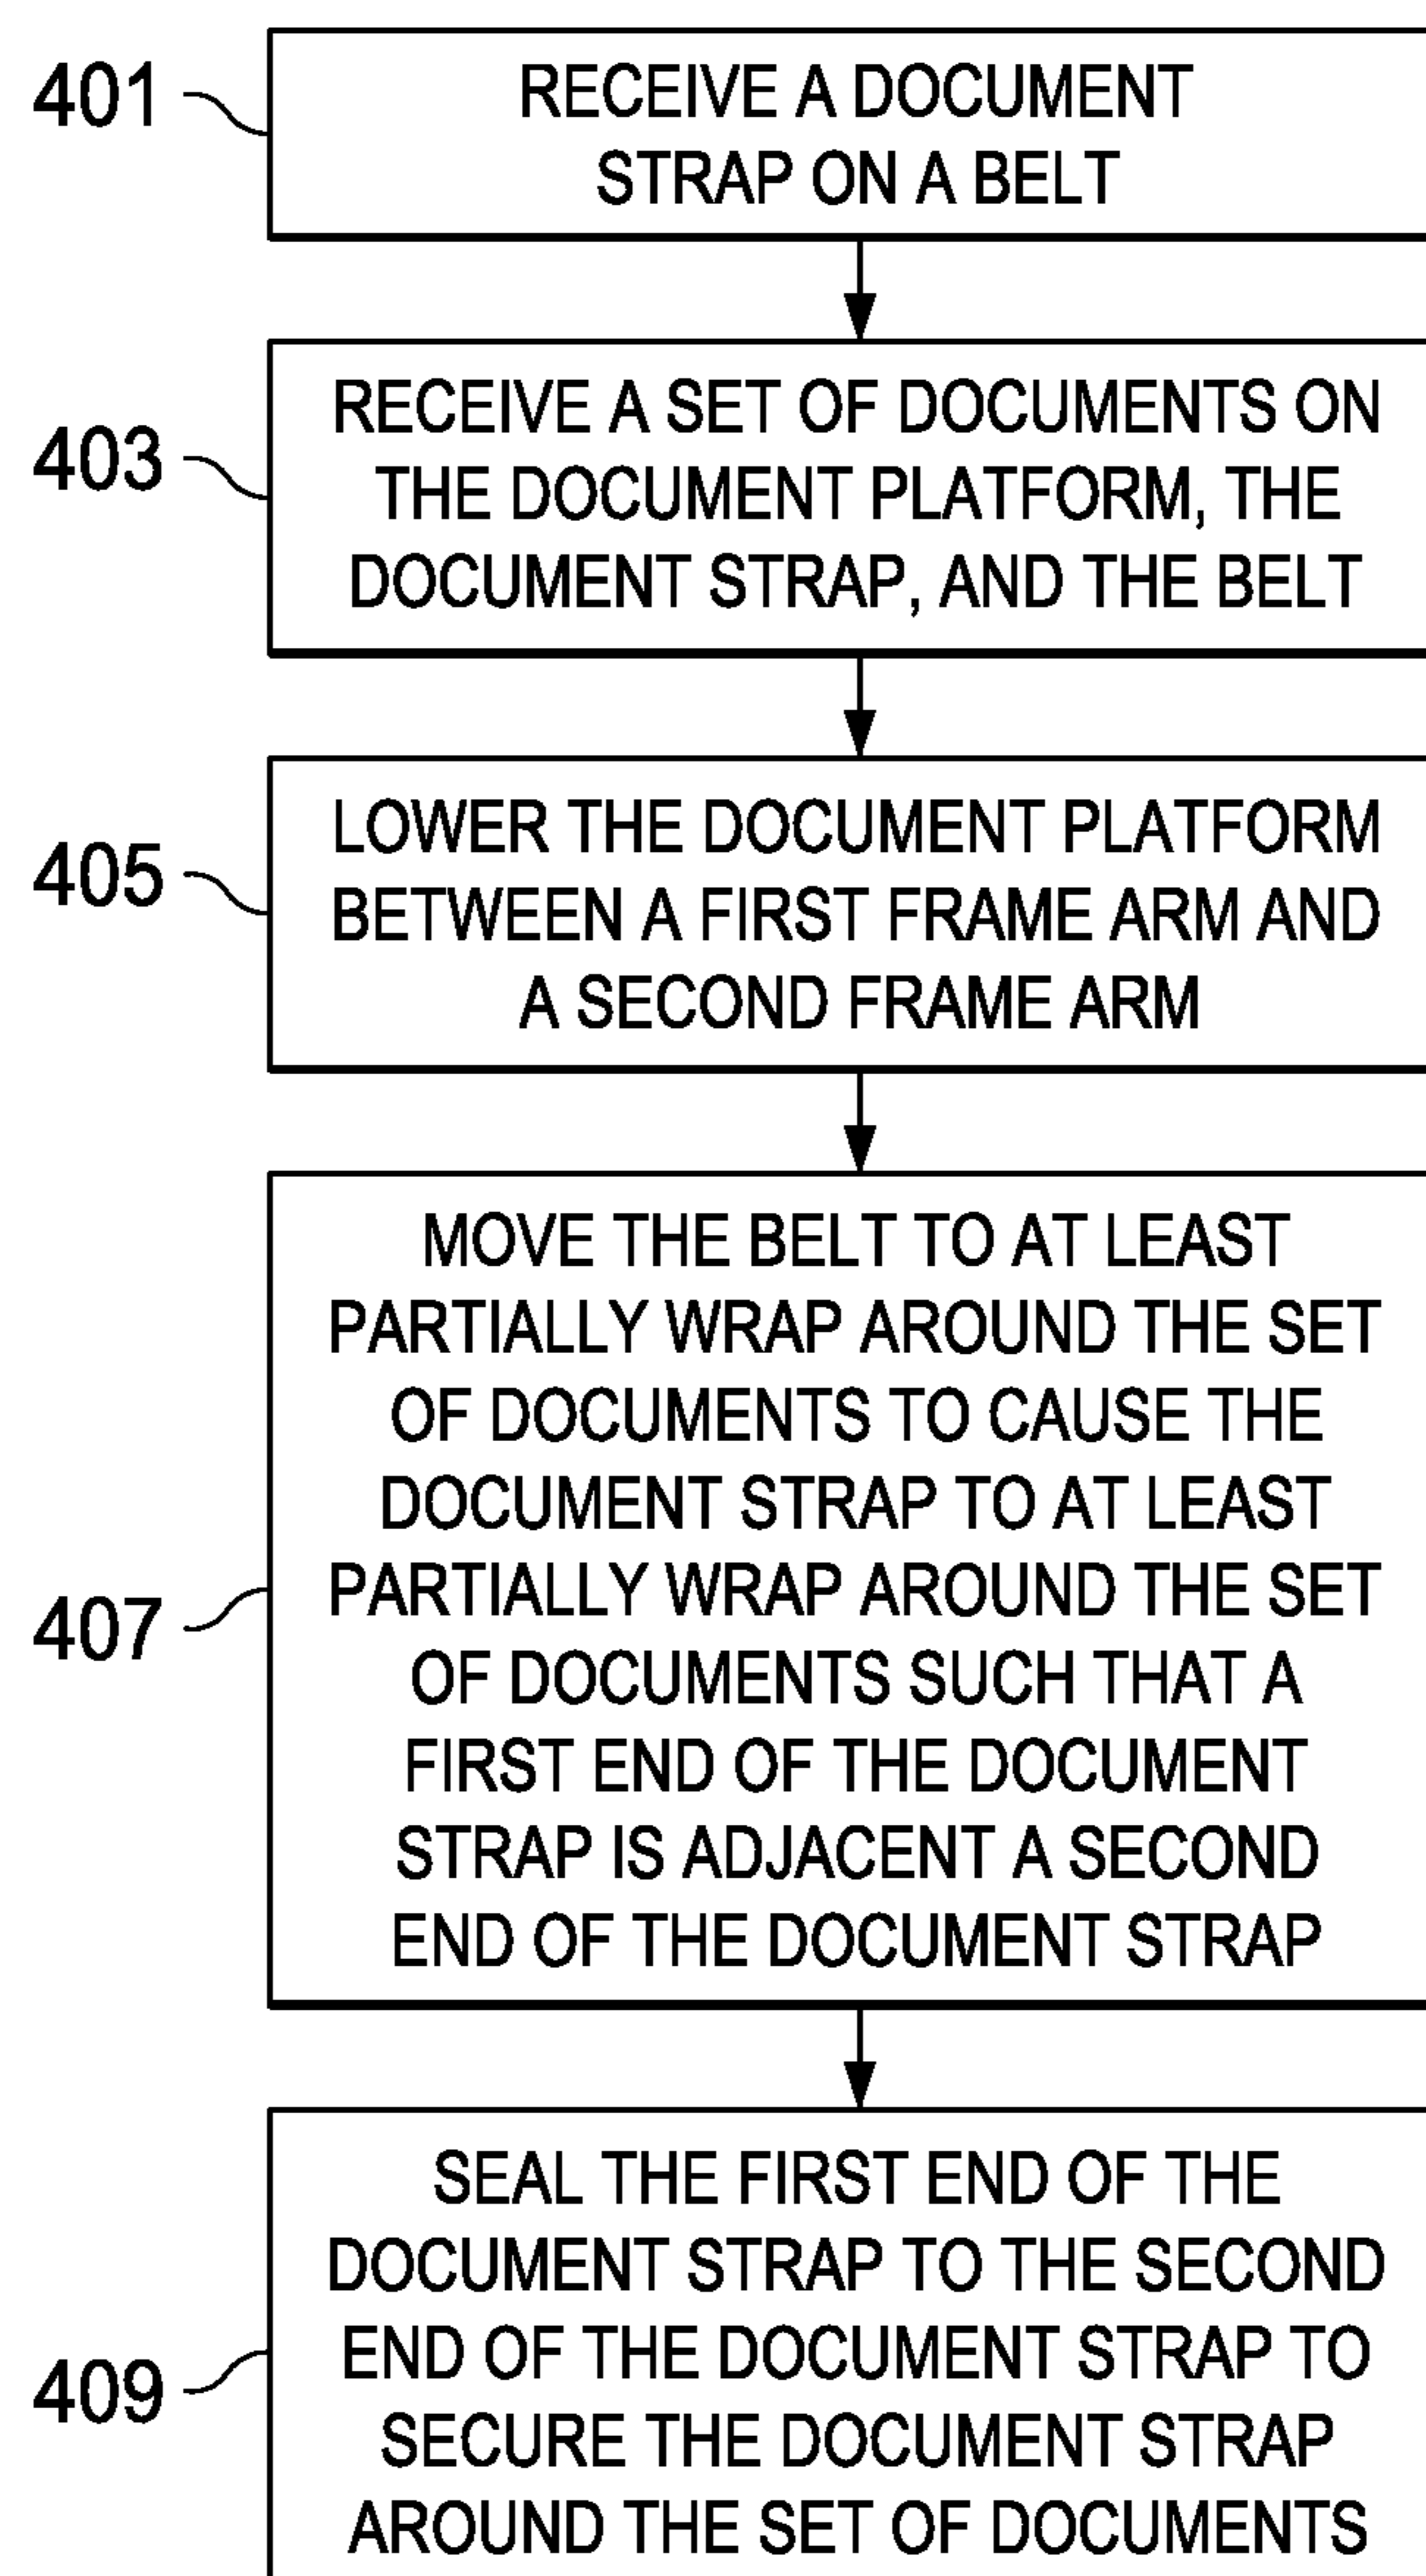 401
RECEIVE A DOCUMENT
STRAP ON A BELT
403
RECEIVE A SET OF DOCUMENTS ON
THE DOCUMENT PLATFORM, THE
DOCUMENT STRAP, AND THE BELT
405
LOWER THE DOCUMENT PLATFORM
BETWEEN A FIRST FRAME ARM AND
A SECOND FRAME ARM
407
MOVE THE BELT TO AT LEAST
PARTIALLY WRAP AROUND THE SET
OF DOCUMENTS TO CAUSE THE
DOCUMENT STRAP TO AT LEAST
PARTIALLY WRAP AROUND THE SET
OF DOCUMENTS SUCH THAT A
FIRST END OF THE DOCUMENT
STRAP IS ADJACENT A SECOND
END OF THE DOCUMENT STRAP
409
SEAL THE FIRST END OF THE
DOCUMENT STRAP TO THE SECOND
END OF THE DOCUMENT STRAP TO
SECURE THE DOCUMENT STRAP
AROUND THE SET OF DOCUMENTS